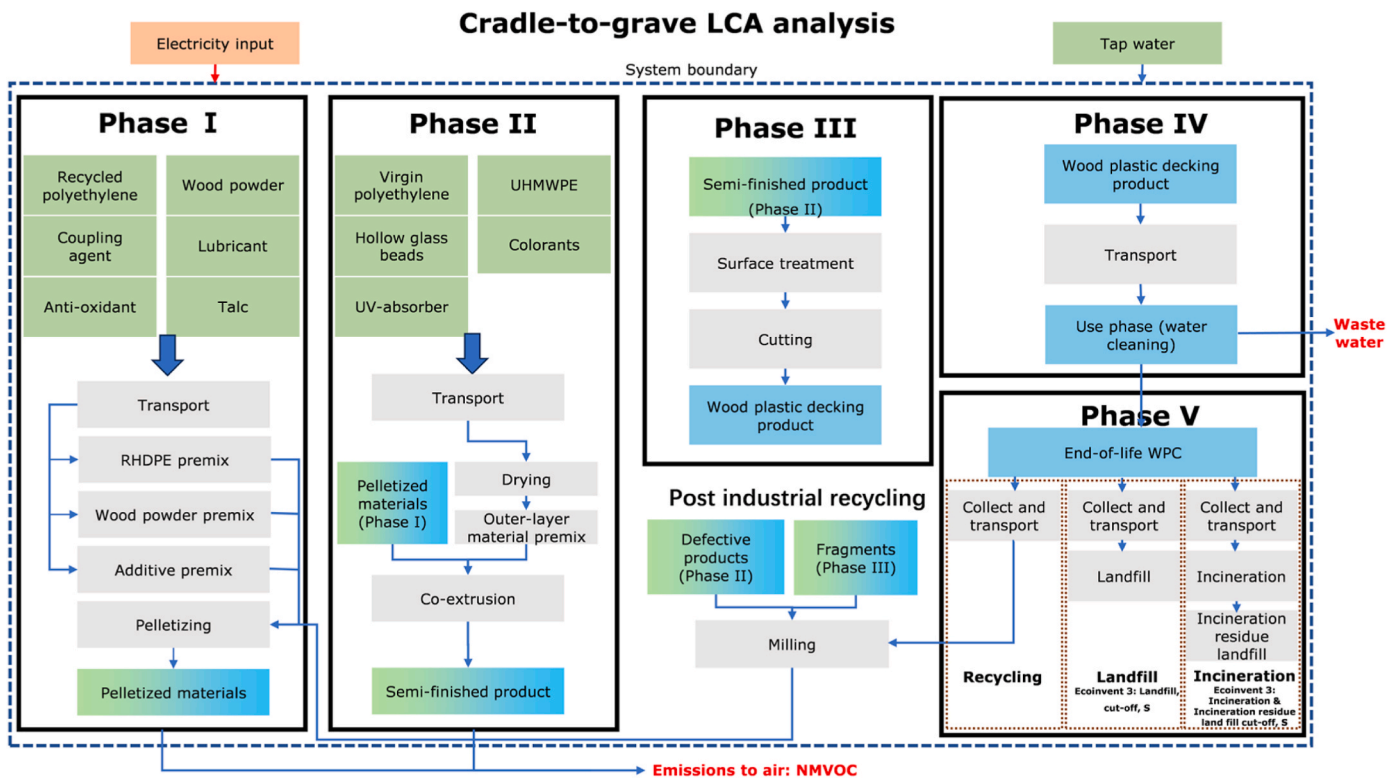 Cradle-to-grave LCA analysis
Electricity input
Tap water
System boundary
Phase I
Recycled
polyethylene
Wood powder
Coupling
agent
Lubricant
Anti-oxidant
Talc
Transport
RHDPE premix
Wood powder premix
Additive premix
Pelletizing
Pelletized materials
Phase II
Virgin
polyethylene
UHMWPE
Hollow glass
beads
Colorants
UV-absorber
Transport
Drying
Pelletized
materials
(Phase I)
Outer-layer
material premix
Co-extrusion
Semi-finished product
Phase III
Semi-finished product
(Phase II)
Surface treatment
Cutting
Wood plastic decking
product
Post industrial recycling
Defective
products
(Phase II)
Fragments
(Phase III)
Milling
Phase IV
Wood plastic decking
product
Transport
Use phase (water
cleaning)
Waste
water
Phase V
End-of-life WPC
Collect and
transport
Recycling
Collect and
transport
Landfill
Landfill
Ecoinvent 3: Landfill,
cut-off, S
Collect and
transport
Incineration
Incineration
residue
landfill
Incineration
Ecoinvent 3:
Incineration &
Incineration residue
land fill cut-off, S
Emissions to air: NMVOC